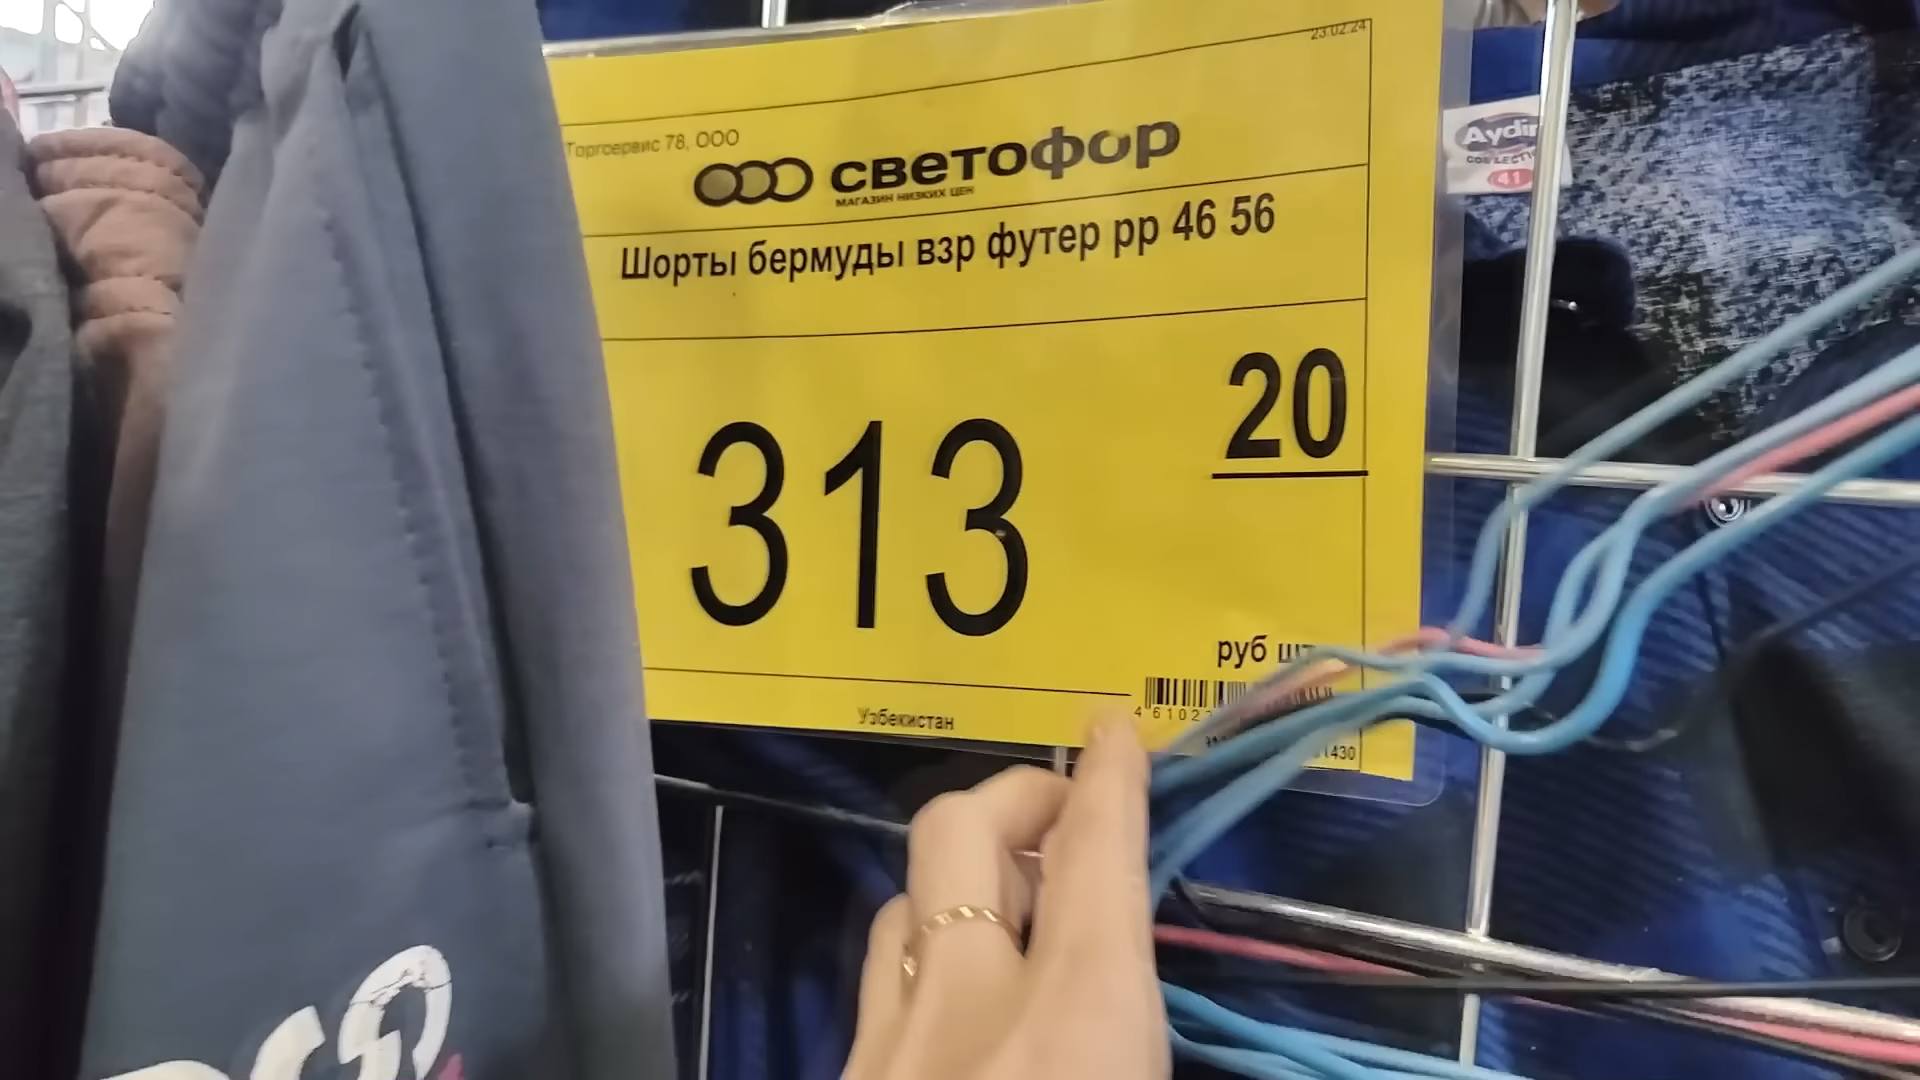 23.02.24
Торгсервис 78, ООО
светофор
МАГАЗИН НИЗКИХ ЦЕН
Шорты бермуды взр футер рр 46 56
313
20
руб
Узбекистан
Aydin
COLLECTION
41